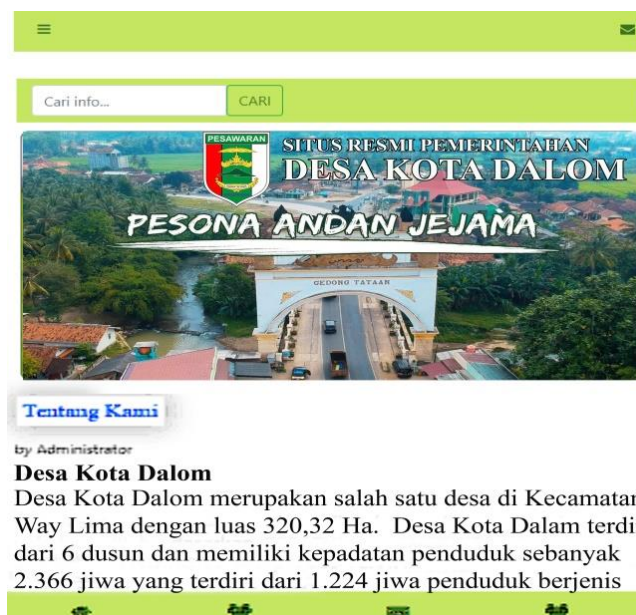 Cari info...
CARI
PESAWARAN
SITUS RESMI PEMERINTAHAN
DESA KOTA DALOM
PESONA ANDAN JEJAMA
GEDONG TATAAN
Tentang Kami
by Administrator
Desa Kota Dalom
Desa Kota Dalom merupakan salah satu desa di Kecamatan
Way Lima dengan luas 320,32 Ha. Desa Kota Dalam terdi
dari 6 dusun dan memiliki kepadatan penduduk sebanyak
2.366 jiwa yang terdiri dari 1.224 jiwa penduduk berjenis